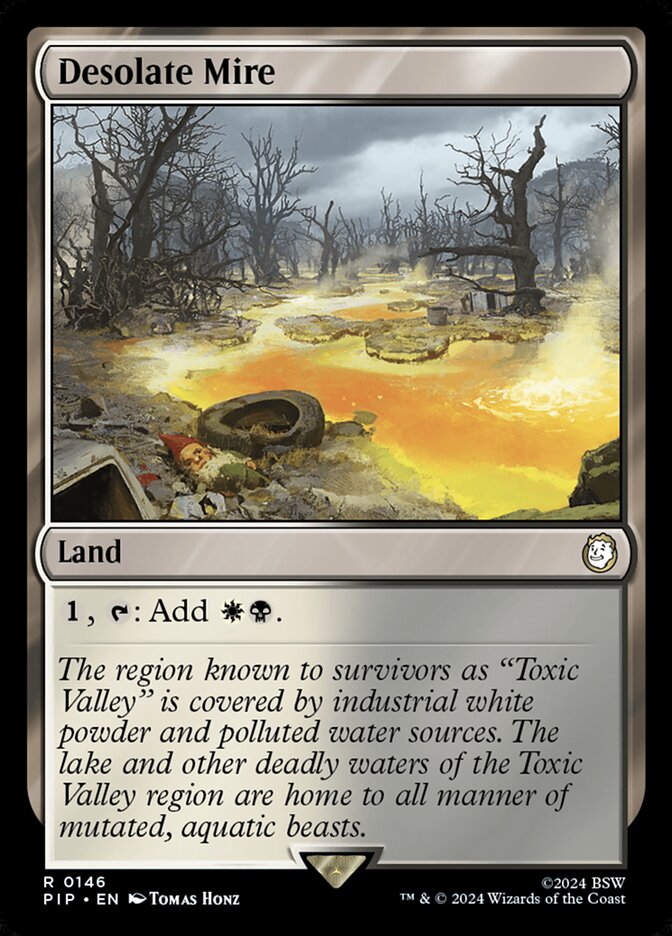 Desolate Mire
Land
1, : Add .
The region known to survivors as “Toxic
Valley” is covered by industrial white
powder and polluted water sources. The
lake and other deadly waters of the Toxic
Valley region are home to all manner of
mutated, aquatic beasts.
R 0146
PIP • EN Tomas Honz
©2024 BSW
™ & © 2024 Wizards of the Coast